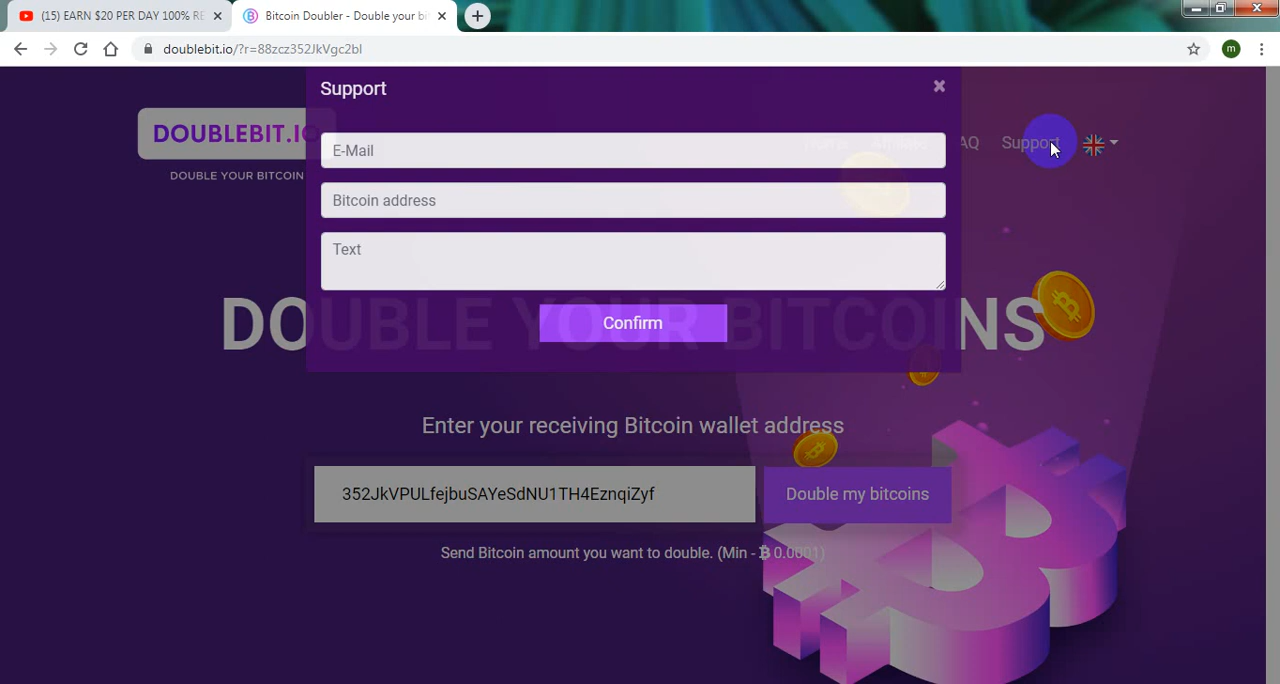 (15) EARN $20 PER DAY 100% RE
Bitcoin Doubler - Double your bi
doublebit.io/?r=88zcz352JkVgc2bl
m
Support
DOUBLEBIT.IO
DOUBLE YOUR BITCOIN
AQ
Support
E-Mail
Bitcoin address
Text
Confirm
DOUBLE YOUR BITCOINS
Enter your receiving Bitcoin wallet address
352JkVPULfejbuSAYeSdNU1TH4EznqiZyf
Double my bitcoins
Send Bitcoin amount you want to double. (Min - ₿ 0.0001)